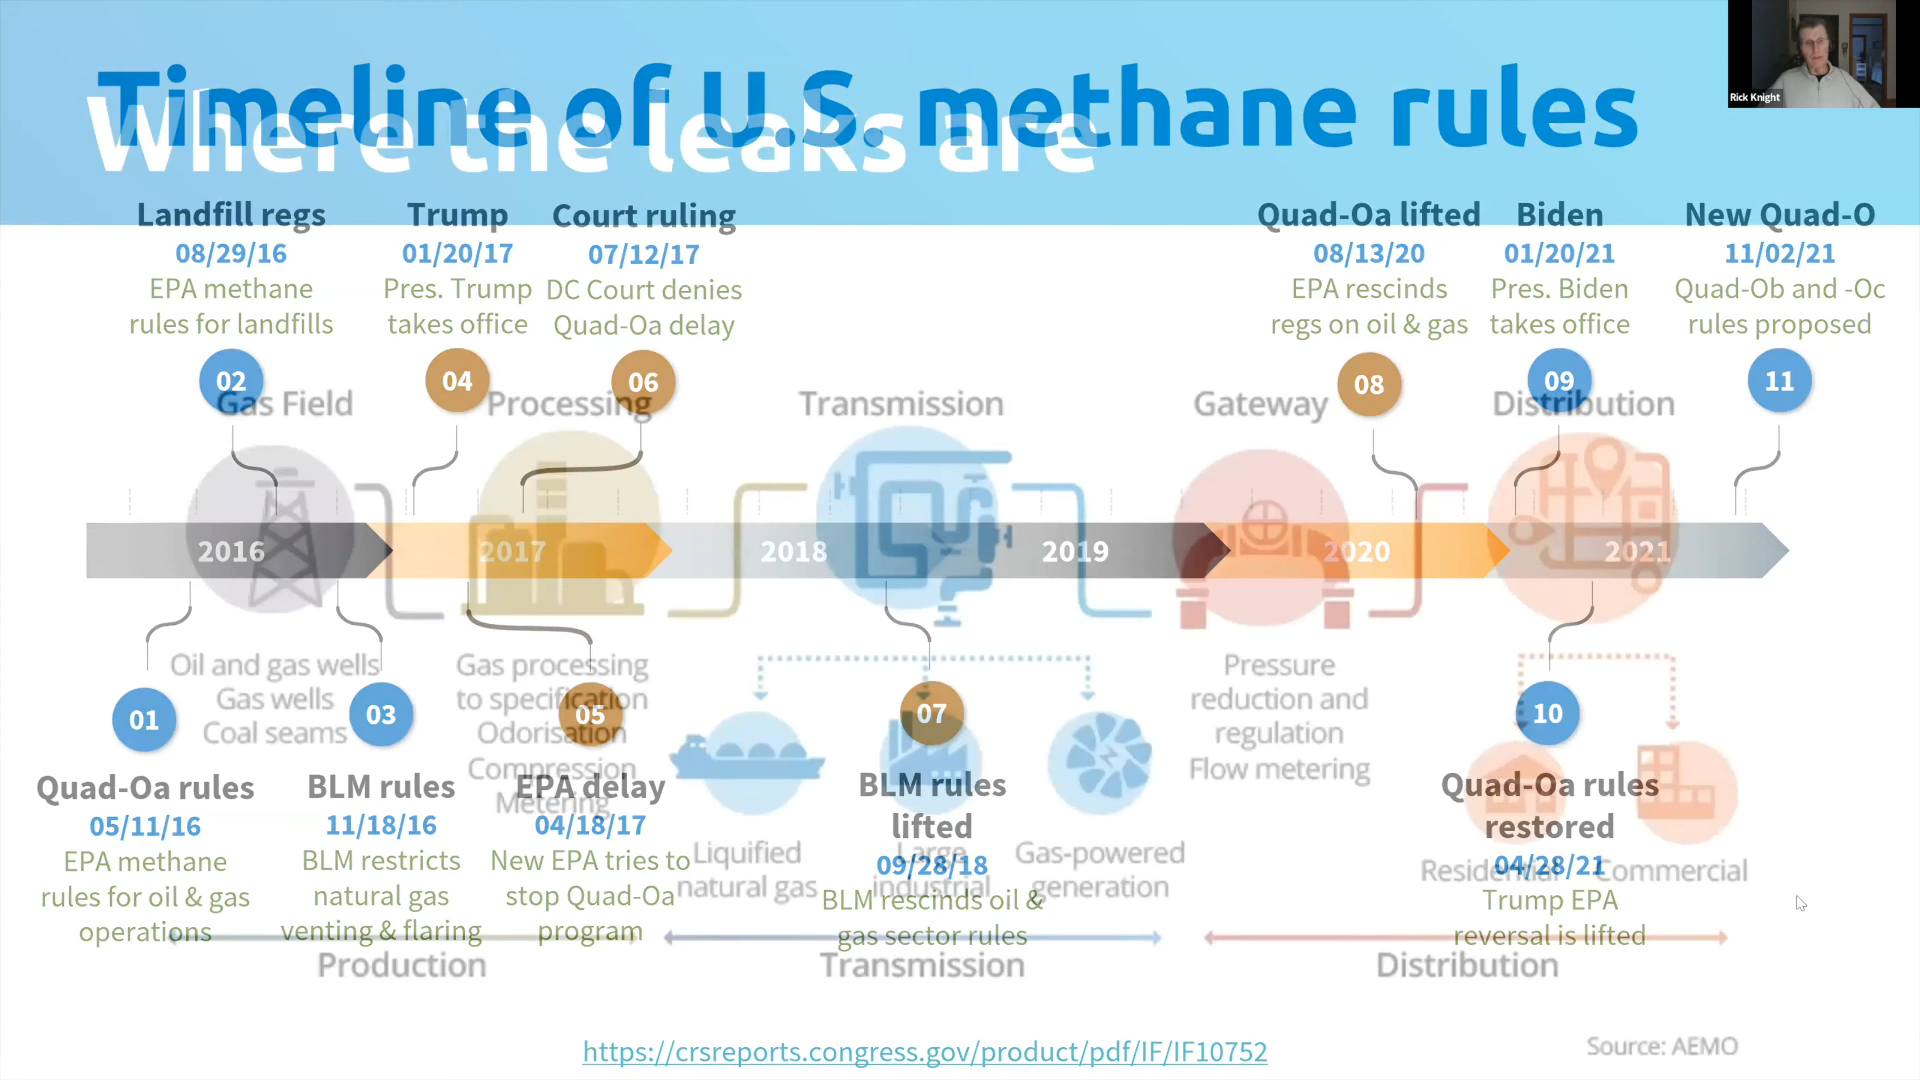 Timeline of U.S. methane rules
Where the leaks are
Rick Knight
Landfill regs
08/29/16
EPA methane
rules for landfills
02
Trump
01/20/17
Pres. Trump
takes office
04
Court ruling
07/12/17
DC Court denies
Quad-Oa delay
06
Quad-Oa lifted
08/13/20
EPA rescinds
regs on oil & gas
08
Biden
01/20/21
Pres. Biden
takes office
09
New Quad-O
11/02/21
Quad-Ob and -Oc
rules proposed
11
Gas Field
Processing
Transmission
Gateway
Distribution
2016
2017
2018
2019
2020
2021
Oil and gas wells
Gas wells
Coal seams
Gas processing
to specification
Odorisation
Compression
Metering
Pressure
reduction and
regulation
Flow metering
01
Quad-Oa rules
05/11/16
EPA methane
rules for oil & gas
operations
03
BLM rules
11/18/16
BLM restricts
natural gas
venting & flaring
05
EPA delay
04/18/17
New EPA tries to
stop Quad-Oa
program
07
BLM rules
lifted
09/28/18
BLM rescinds oil &
gas sector rules
10
Quad-Oa rules
restored
04/28/21
Trump EPA
reversal is lifted
Liquified
natural gas
Large
industrial
Gas-powered
generation
Residential
Commercial
Production
Transmission
Distribution
https://crsreports.congress.gov/product/pdf/IF/IF10752
Source: AEMO